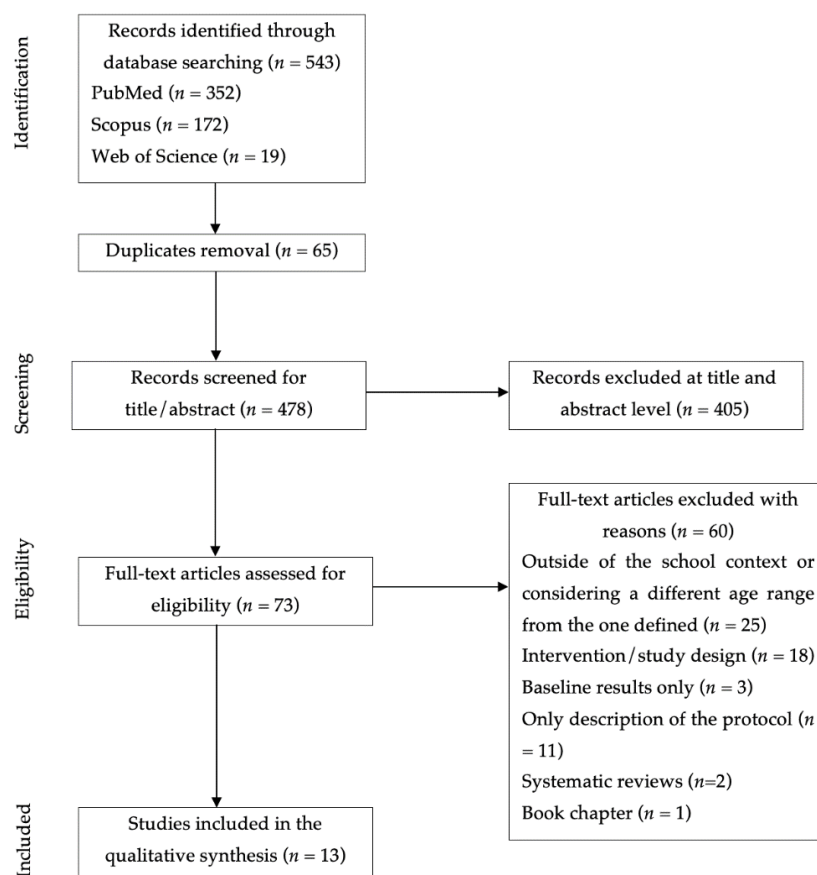 Identification
Records identified through
database searching (n = 543)
PubMed (n = 352)
Scopus (n = 172)
Web of Science (n = 19)
Duplicates removal (n = 65)
Screening
Records screened for
title/abstract (n = 478)
Records excluded at title and
abstract level (n = 405)
Eligibility
Full-text articles assessed for
eligibility (n = 73)
Full-text articles excluded with
reasons (n = 60)
Outside of the school context or
considering a different age range
from the one defined (n = 25)
Intervention/study design (n = 18)
Baseline results only (n = 3)
Only description of the protocol (n
= 11)
Systematic reviews (n=2)
Book chapter (n = 1)
Included
Studies included in the
qualitative synthesis (n = 13)